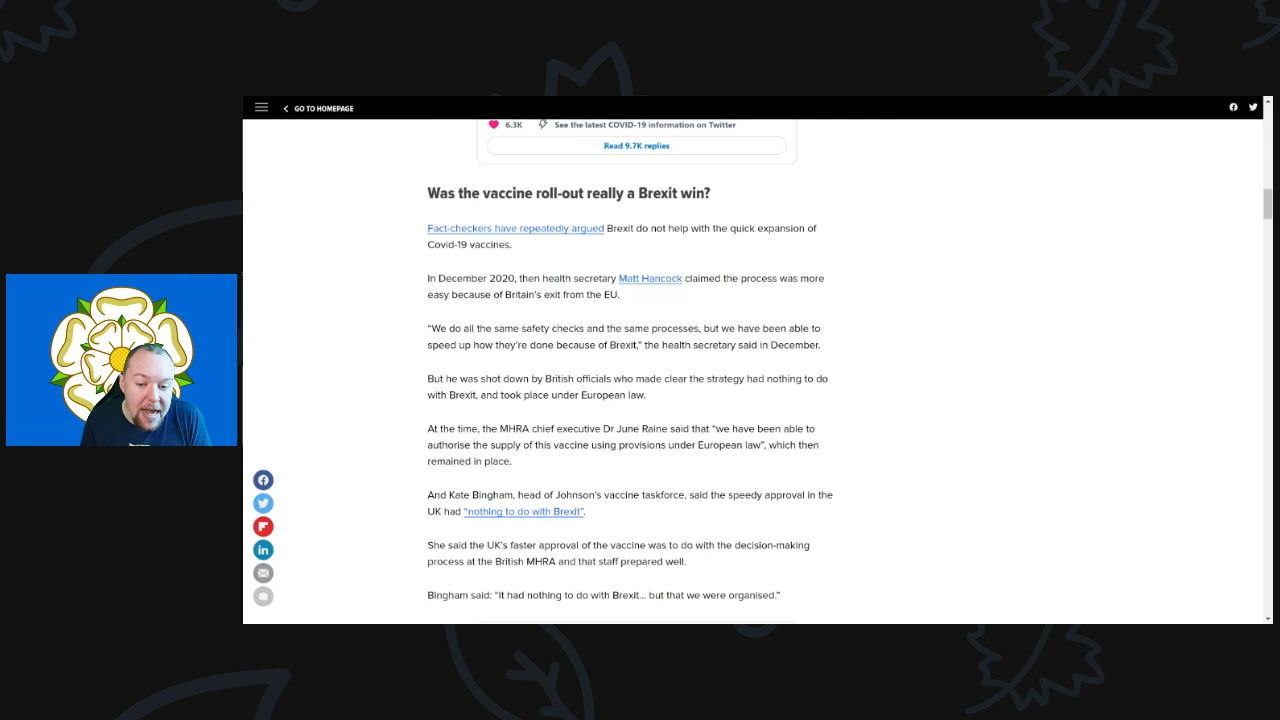 GO TO HOMEPAGE
6.3K See the latest COVID-19 information on Twitter
Read 9.7K replies
Was the vaccine roll-out really a Brexit win?
Fact-checkers have repeatedly argued Brexit do not help with the quick expansion of
Covid-19 vaccines.
In December 2020, then health secretary Matt Hancock claimed the process was more
easy because of Britain's exit from the EU.
“We do all the same safety checks and the same processes, but we have been able to
speed up how they're done because of Brexit,” the health secretary said in December.
But he was shot down by British officials who made clear the strategy had nothing to do
with Brexit, and took place under European law.
At the time, the MHRA chief executive Dr June Raine said that “we have been able to
authorise the supply of this vaccine using provisions under European law”, which then
remained in place.
And Kate Bingham, head of Johnson's vaccine taskforce, said the speedy approval in the
UK had “nothing to do with Brexit”.
She said the UK's faster approval of the vaccine was to do with the decision-making
process at the British MHRA and that staff prepared well.
Bingham said: “It had nothing to do with Brexit... but that we were organised.”